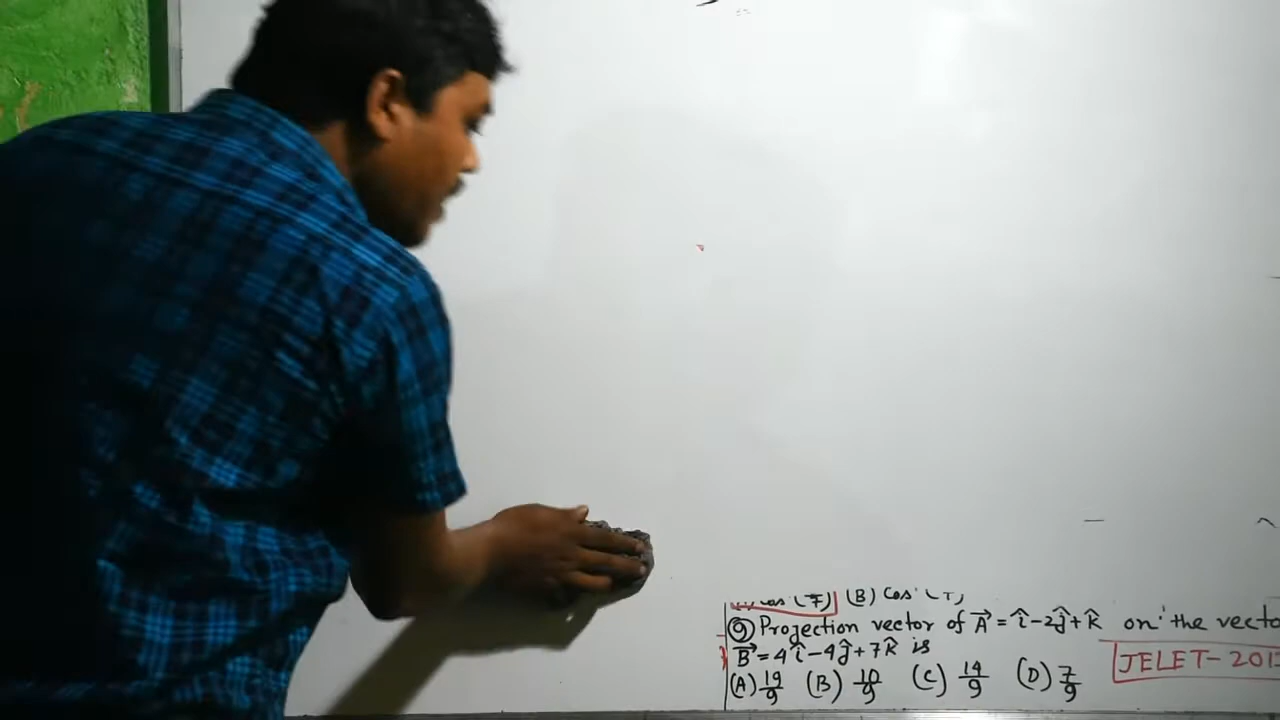 (B) Cos
⑨ Projection vector of A⃗ = î-2ĵ+k̂ on the vecto
B⃗ = 4î-4ĵ+7k̂ is
JELET-201
(A) 19/9 (B) 10/9 (C) 14/9 (D) 7/9